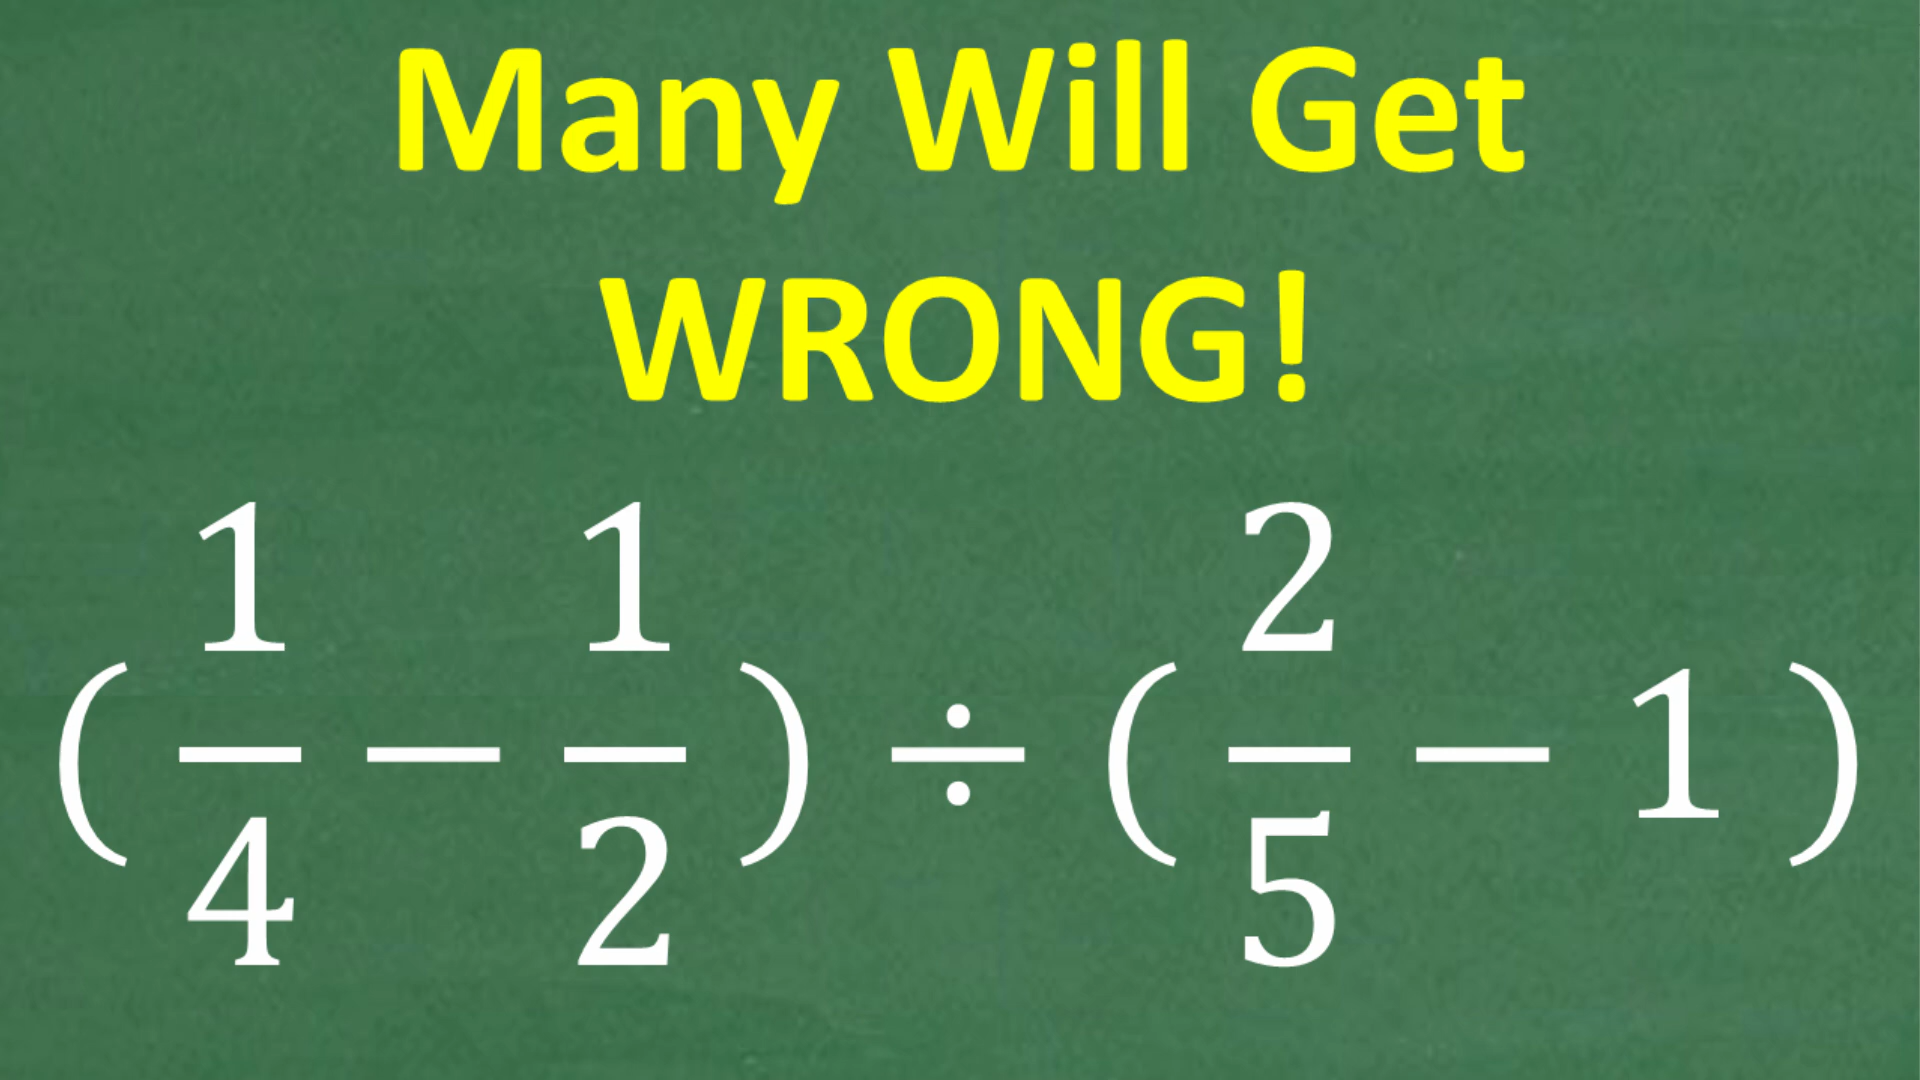 Many Will Get
WRONG!
(1/4 − 1/2) ÷ (2/5 − 1)